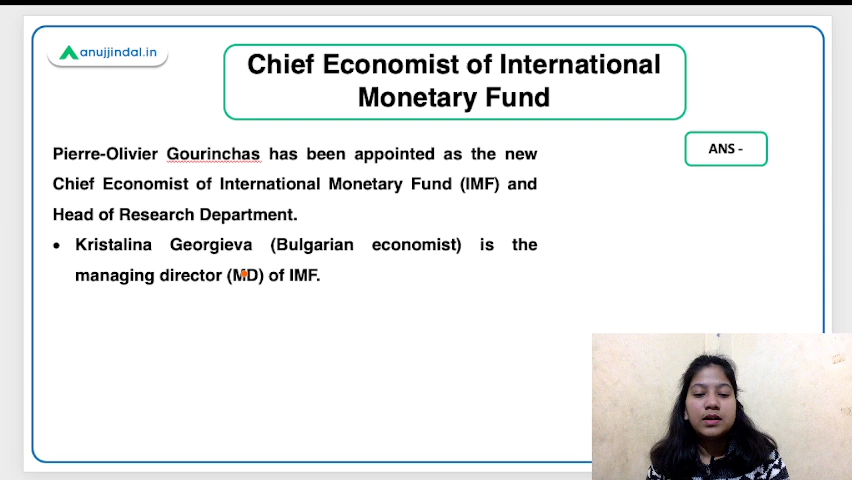 anujjindal.in
Chief Economist of International
Monetary Fund
ANS -
Pierre-Olivier Gourinchas has been appointed as the new
Chief Economist of International Monetary Fund (IMF) and
Head of Research Department.
• Kristalina Georgieva (Bulgarian economist) is the
managing director (MD) of IMF.